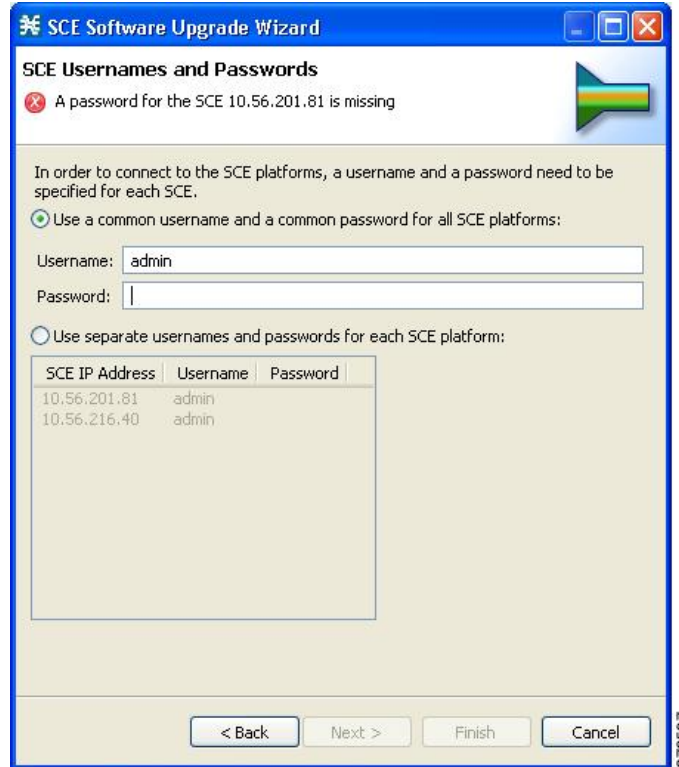 SCE Software Upgrade Wizard
SCE Usernames and Passwords
A password for the SCE 10.56.201.81 is missing
In order to connect to the SCE platforms, a username and a password need to be
specified for each SCE.
Use a common username and a common password for all SCE platforms:
Username: admin
Password:
Use separate usernames and passwords for each SCE platform:
SCE IP Address Username Password
10.56.201.81 admin
10.56.216.40 admin
< Back Next > Finish Cancel